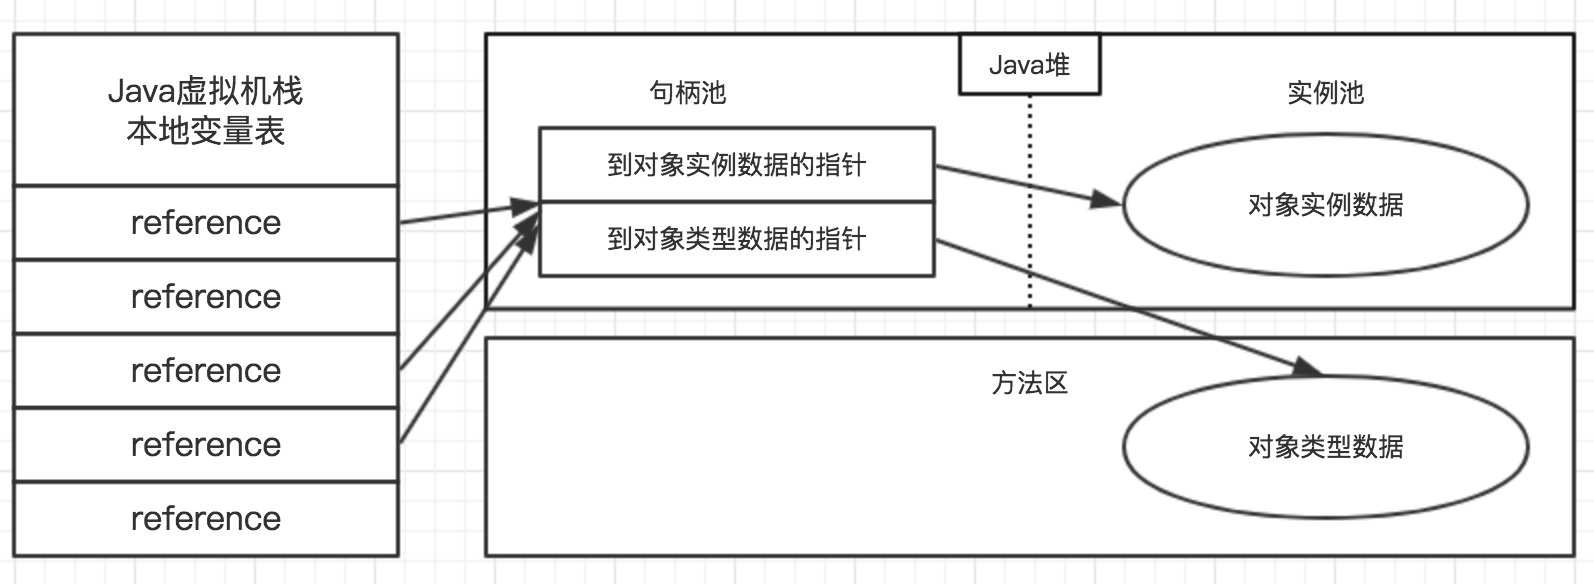 Java虚拟机栈
本地变量表
reference
reference
reference
reference
reference
Java堆
句柄池
实例池
到对象实例数据的指针
到对象类型数据的指针
对象实例数据
方法区
对象类型数据